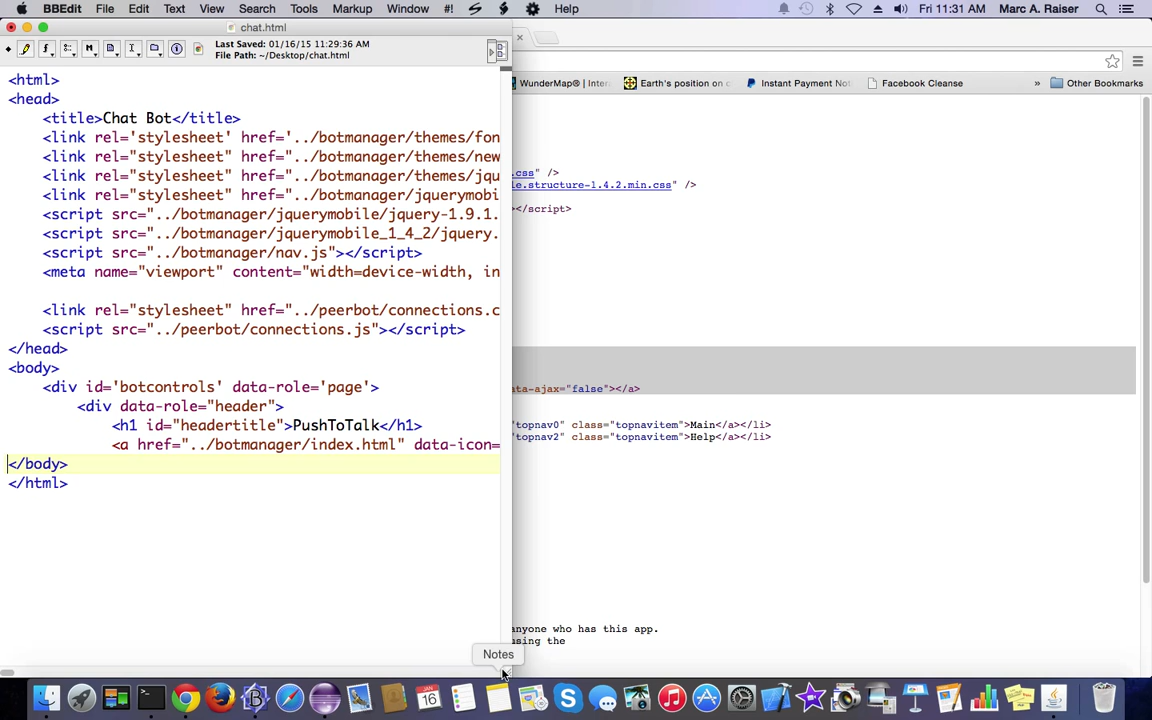 BBEdit File Edit Text View Search Tools Markup Window #! Help Fri 11:31 AM Marc A. Raiser
chat.html
Last Saved: 01/16/15 11:29:36 AM
File Path: ~/Desktop/chat.html
WunderMap® | Inter Earth's position on c Instant Payment Not Facebook Cleanse » Other Bookmarks
<html>
<head>
<title>Chat Bot</title>
<link rel='stylesheet' href='../botmanager/themes/fon
<link rel="stylesheet" href="../botmanager/themes/new
<link rel="stylesheet" href="../botmanager/themes/jqu
<link rel="stylesheet" href="../botmanager/jquerymobi
<script src="../botmanager/jquerymobile/jquery-1.9.1.
<script src="../botmanager/jquerymobile_1_4_2/jquery.
<script src="../botmanager/nav.js"></script>
<meta name="viewport" content="width=device-width, in
<link rel="stylesheet" href="../peerbot/connections.c
<script src="../peerbot/connections.js"></script>
</head>
<body>
<div id='botcontrols' data-role='page'>
<div data-role="header">
<h1 id="headertitle">PushToTalk</h1>
<a href="../botmanager/index.html" data-icon=
</body>
</html>
.css" />
le.structure-1.4.2.min.css" />
></script>
ata-ajax="false"></a>
"topnav0" class="topnavitem">Main</a></li>
"topnav2" class="topnavitem">Help</a></li>
anyone who has this app.
using the
Notes